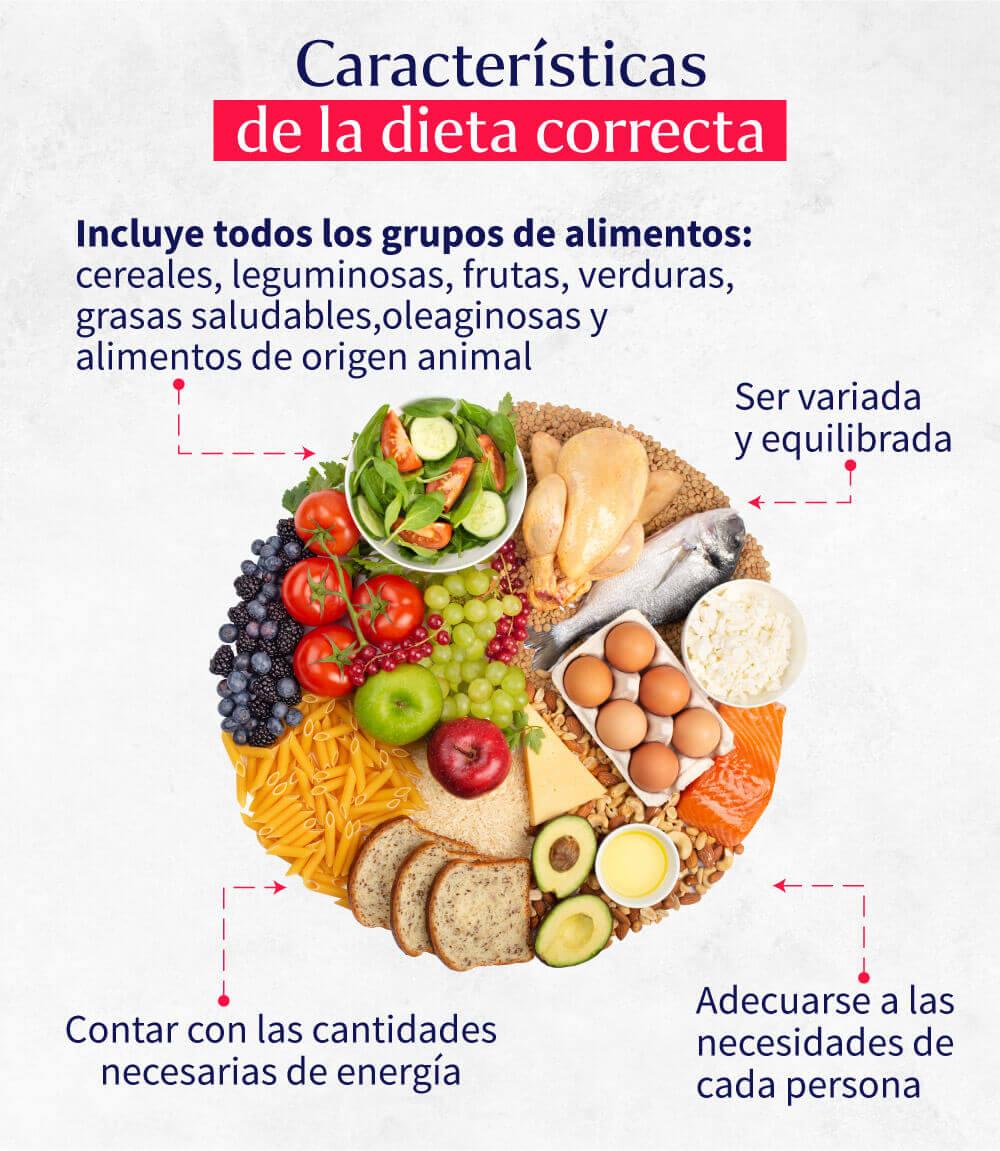 Características
de la dieta correcta
Incluye todos los grupos de alimentos:
cereales, leguminosas, frutas, verduras,
grasas saludables,oleaginosas y
alimentos de origen animal
Ser variada
y equilibrada
Contar con las cantidades
necesarias de energía
Adecuarse a las
necesidades de
cada persona